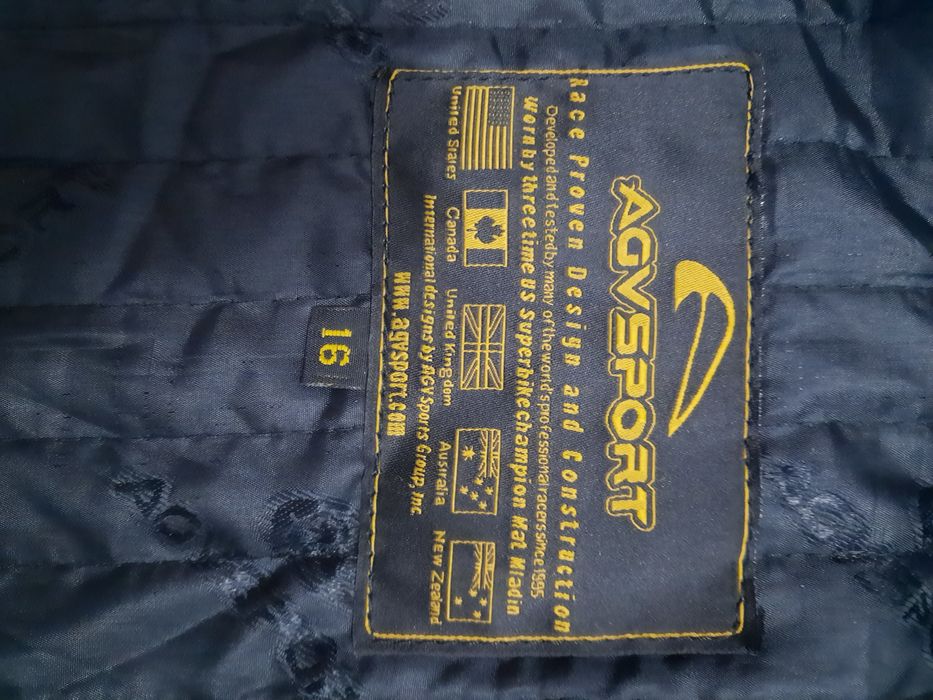 AGVSPORT
Race Proven Design and Construction
Developed and tested by many of the world's professional racers since 1995
Worn by three time US Superbike champion Mat Mladin
United States Canada United Kingdom Australia New Zealand
International designs by AGV Sports Group, Inc.
www.agvsport.com
16